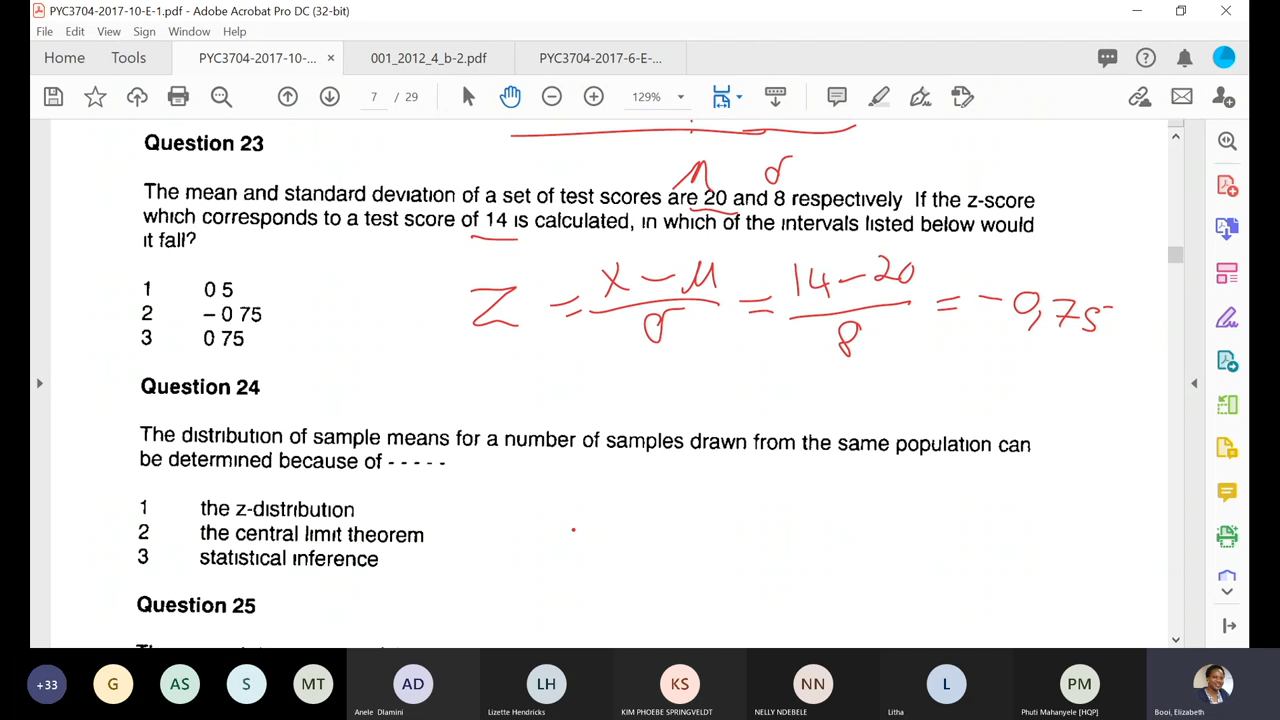 PYC3704-2017-10-E-1.pdf - Adobe Acrobat Pro DC (32-bit)
File Edit View Sign Window Help
Home Tools PYC3704-2017-10-... × 001_2012_4_b-2.pdf PYC3704-2017-6-E-...
7 / 29 129%
Question 23
μ σ
The mean and standard deviation of a set of test scores are 20 and 8 respectively If the z-score
which corresponds to a test score of 14 is calculated, in which of the intervals listed below would
it fall?
1 0 5
2 – 0 75
3 0 75
Z = x – μ / σ = 14 – 20 / 8 = – 0,75
Question 24
The distribution of sample means for a number of samples drawn from the same population can
be determined because of - - - - -
1 the z-distribution
2 the central limit theorem
3 statistical inference
Question 25
+33 G AS S MT AD LH KS NN L PM
Anele Dlamini Lizette Hendricks KIM PHOEBE SPRINGVELDT NELLY NDEBELE Litha Phuti Mahanyele [HQP] Booi, Elizabeth